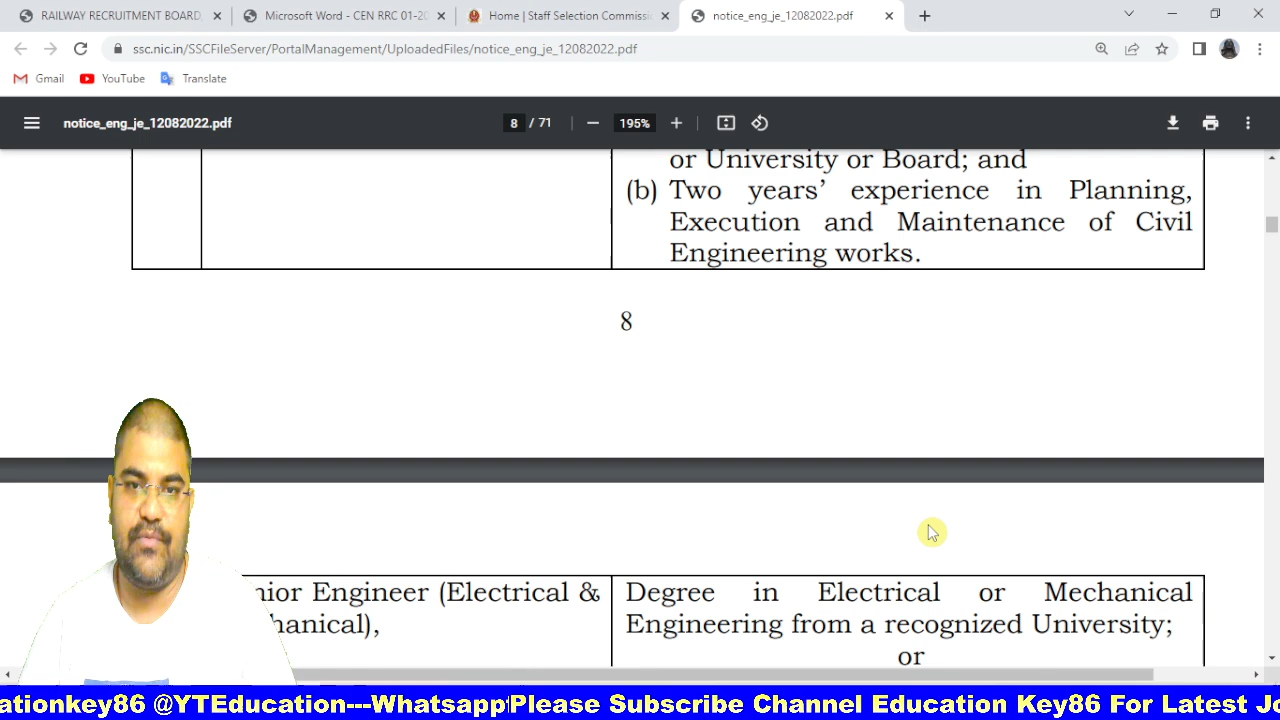 RAILWAY RECRUITMENT BOARD,
Microsoft Word - CEN RRC 01-20
Home | Staff Selection Commissi
notice_eng_je_12082022.pdf
ssc.nic.in/SSCFileServer/PortalManagement/UploadedFiles/notice_eng_je_12082022.pdf
Gmail YouTube Translate
notice_eng_je_12082022.pdf 8 / 71 195%
or University or Board; and
(b) Two years’ experience in Planning,
Execution and Maintenance of Civil
Engineering works.
8
nior Engineer (Electrical &
hanical),
Degree in Electrical or Mechanical
Engineering from a recognized University;
or
ationkey86 @YTEducation---Whatsapp Please Subscribe Channel Education Key86 For Latest Jo